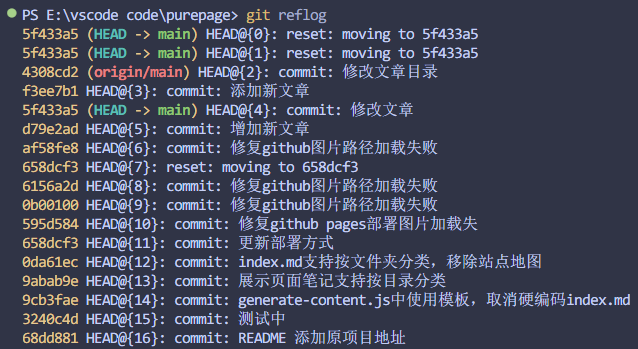 PS E:\vscode code\purepage> git reflog
5f433a5 (HEAD -> main) HEAD@{0}: reset: moving to 5f433a5
5f433a5 (HEAD -> main) HEAD@{1}: reset: moving to 5f433a5
4308cd2 (origin/main) HEAD@{2}: commit: 修改文章目录
f3ee7b1 HEAD@{3}: commit: 添加新文章
5f433a5 (HEAD -> main) HEAD@{4}: commit: 修改文章
d79e2ad HEAD@{5}: commit: 增加新文章
af58fe8 HEAD@{6}: commit: 修复github图片路径加载失败
658dcf3 HEAD@{7}: reset: moving to 658dcf3
6156a2d HEAD@{8}: commit: 修复github图片路径加载失败
0b00100 HEAD@{9}: commit: 修复github图片路径加载失败
595d584 HEAD@{10}: commit: 修复github pages部署图片加载失
658dcf3 HEAD@{11}: commit: 更新部署方式
0da61ec HEAD@{12}: commit: index.md支持按文件夹分类，移除站点地图
9abab9e HEAD@{13}: commit: 展示页面笔记支持按目录分类
9cb3fae HEAD@{14}: commit: generate-content.js中使用模板，取消硬编码index.md
3240c4d HEAD@{15}: commit: 测试中
68dd881 HEAD@{16}: commit: README 添加原项目地址